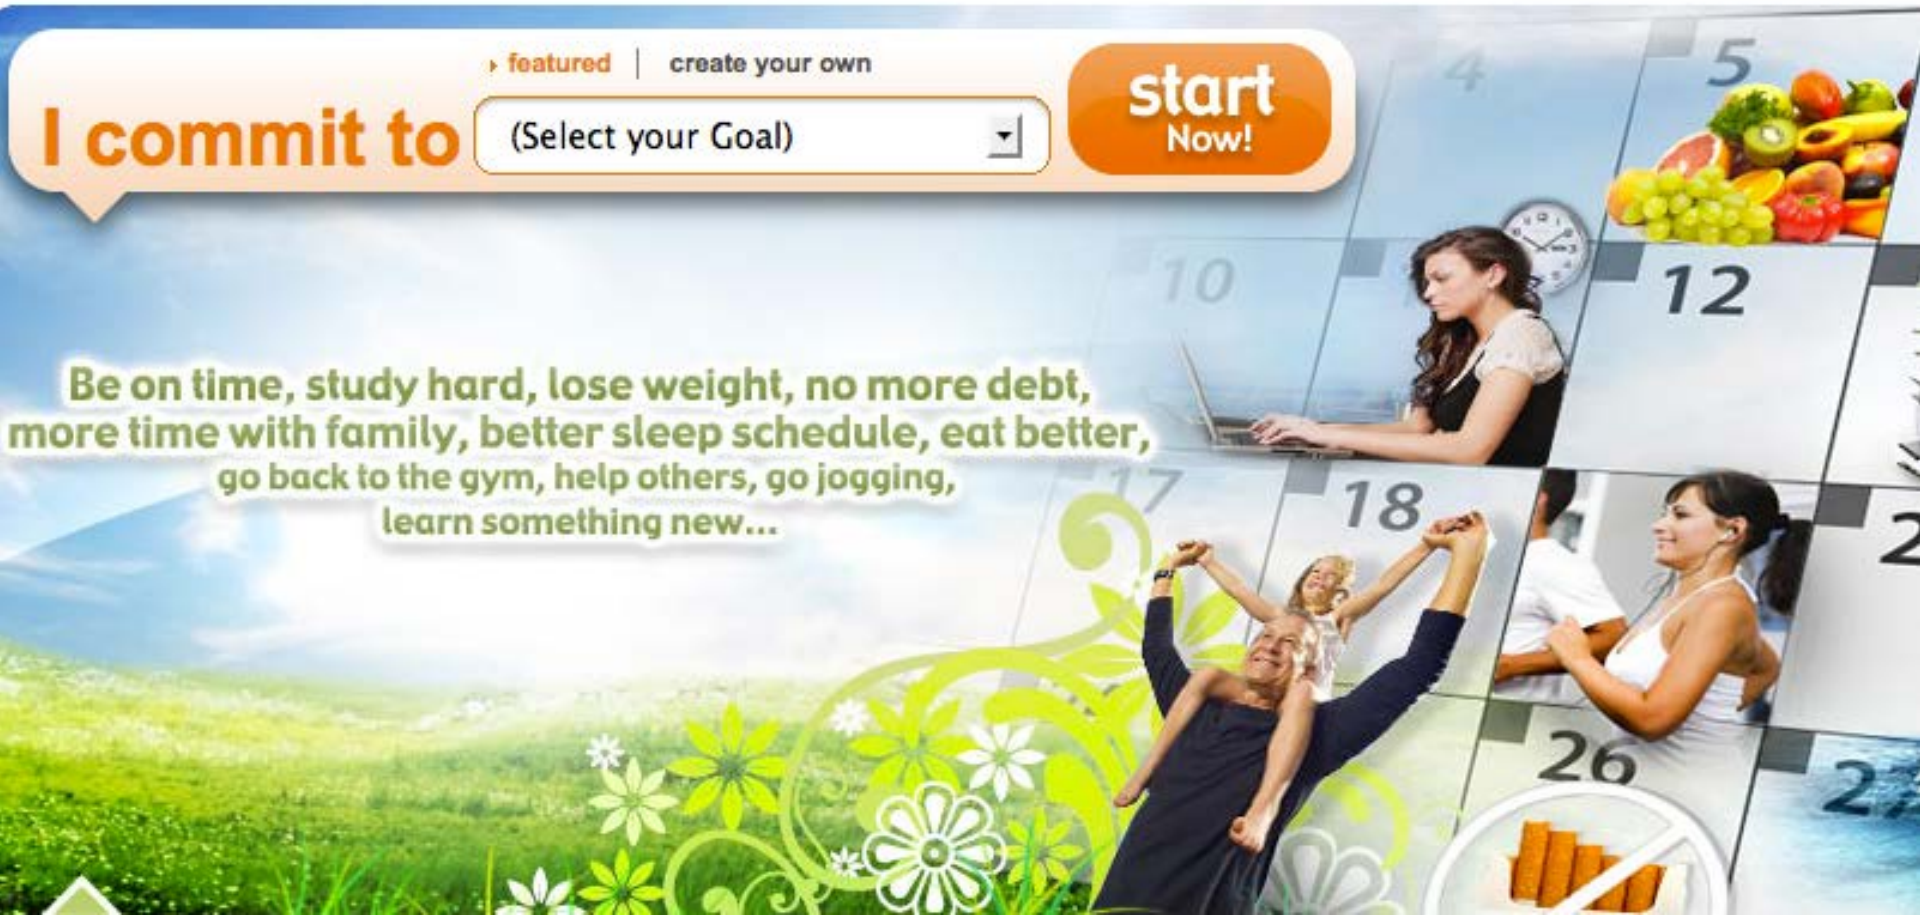 featured | create your own
I commit to (Select your Goal)
start
Now!
4
5
10
12
Be on time, study hard, lose weight, no more debt,
more time with family, better sleep schedule, eat better,
go back to the gym, help others, go jogging,
learn something new...
17
18
26
27